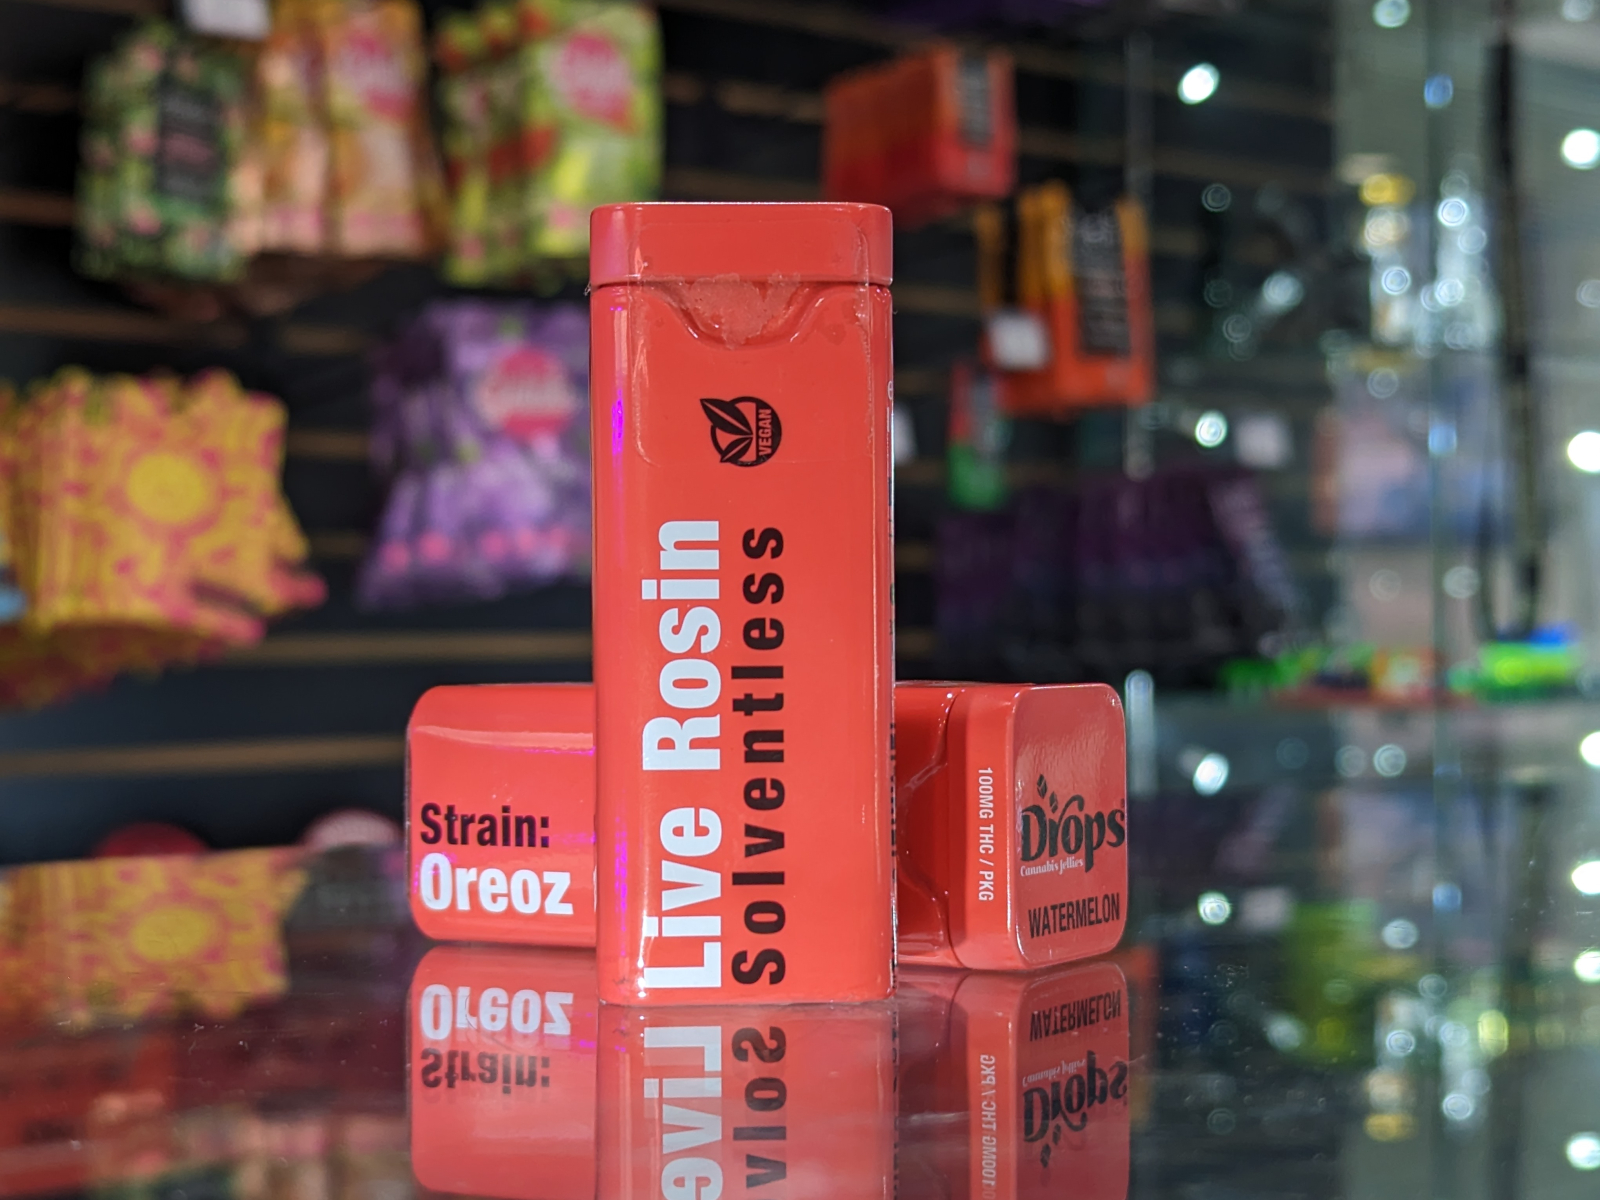 VEGAN
Live Rosin
Solventless
Strain:
Oreoz
100MG THC / PKG
Drops
Cannabis Jellies
WATERMELON